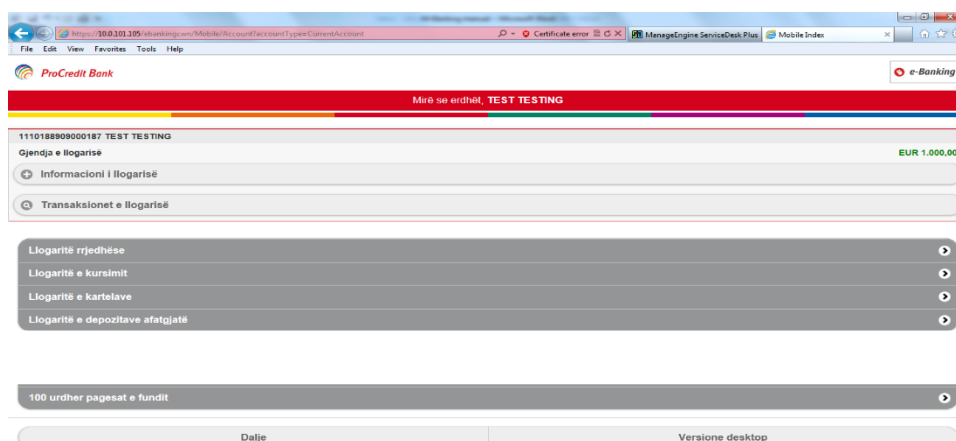 https://10.0.101.105/ebankingcom/Mobile/Account?accountType=CurrentAccount
Certificate error
ManageEngine ServiceDesk Plus
Mobile Index
File Edit View Favorites Tools Help
ProCredit Bank
e-Banking
Mirë se erdhët, TEST TESTING
1110188909000187 TEST TESTING
Gjendja e llogarisë
EUR 1.000,00
Informacioni i llogarisë
Transaksionet e llogarisë
Llogaritë rrjedhëse
Llogaritë e kursimit
Llogaritë e kartelave
Llogaritë e depozitave afatgjatë
100 urdher pagesat e fundit
Dalje
Versione desktop